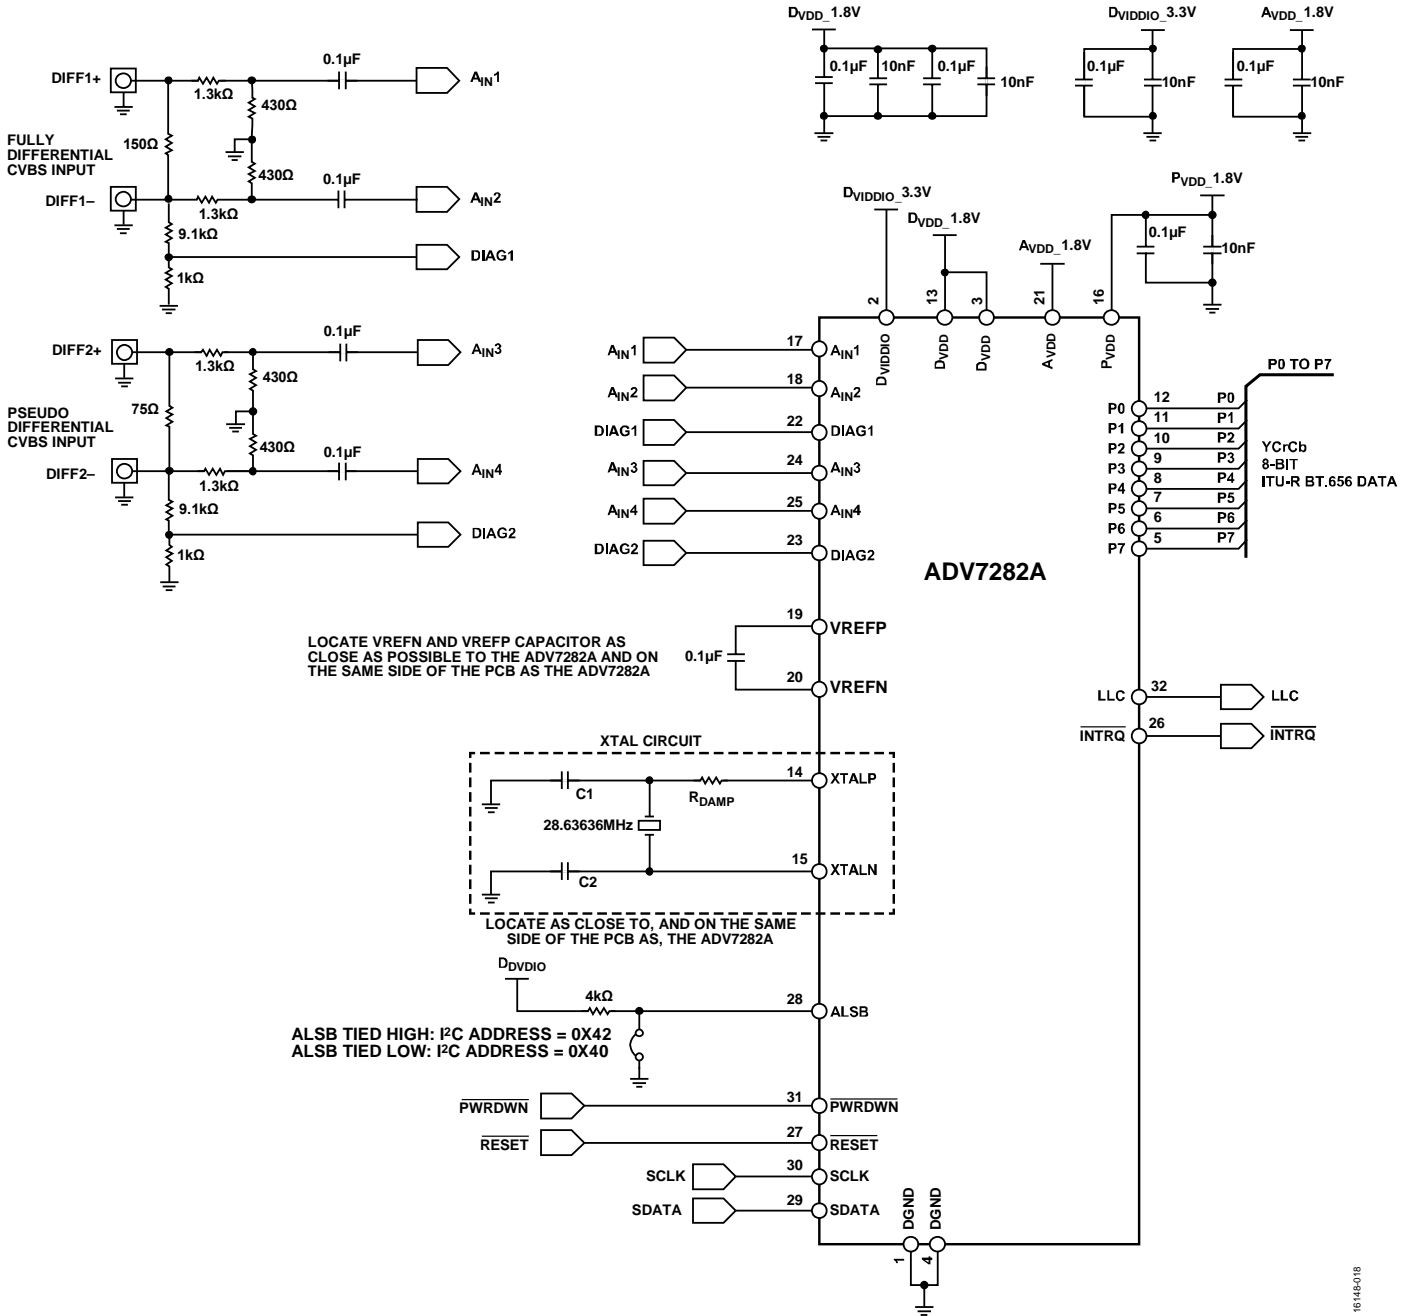 DVDD_1.8V
DVIDDIO_3.3V
AVDD_1.8V
0.1µF
10nF
0.1µF
10nF
0.1µF
10nF
0.1µF
10nF
DIFF1+
1.3kΩ
0.1µF
AIN1
430Ω
FULLY
DIFFERENTIAL
CVBS INPUT
150Ω
430Ω
0.1µF
DIFF1–
1.3kΩ
AIN2
9.1kΩ
DIAG1
1kΩ
DIFF2+
1.3kΩ
0.1µF
AIN3
430Ω
PSEUDO
DIFFERENTIAL
CVBS INPUT
75Ω
430Ω
0.1µF
DIFF2–
1.3kΩ
AIN4
9.1kΩ
DIAG2
1kΩ
DVIDDIO_3.3V
DVDD_1.8V
AVDD_1.8V
PVDD_1.8V
0.1µF
10nF
2
13
3
21
16
DVIDDIO
DVDD
DVDD
AVDD
PVDD
AIN1
17
AIN1
AIN2
18
AIN2
DIAG1
22
DIAG1
AIN3
24
AIN3
AIN4
25
AIN4
DIAG2
23
DIAG2
ADV7282A
P0 TO P7
P0 12 P0
P1 11 P1
P2 10 P2
P3 9 P3
P4 8 P4
P5 7 P5
P6 6 P6
P7 5 P7
YCrCb
8-BIT
ITU-R BT.656 DATA
LOCATE VREFN AND VREFP CAPACITOR AS
CLOSE AS POSSIBLE TO THE ADV7282A AND ON
THE SAME SIDE OF THE PCB AS THE ADV7282A
0.1µF
19
VREFP
20
VREFN
LLC
32
LLC
INTRQ
26
INTRQ
XTAL CIRCUIT
C1
RDAMP
14
XTALP
28.63636MHz
C2
15
XTALN
LOCATE AS CLOSE TO, AND ON THE SAME
SIDE OF THE PCB AS, THE ADV7282A
DDVDIO
4kΩ
28
ALSB
ALSB TIED HIGH: I²C ADDRESS = 0X42
ALSB TIED LOW: I²C ADDRESS = 0X40
PWRDWN
31
PWRDWN
RESET
27
RESET
SCLK
30
SCLK
SDATA
29
SDATA
DGND
DGND
1
4
16148-018